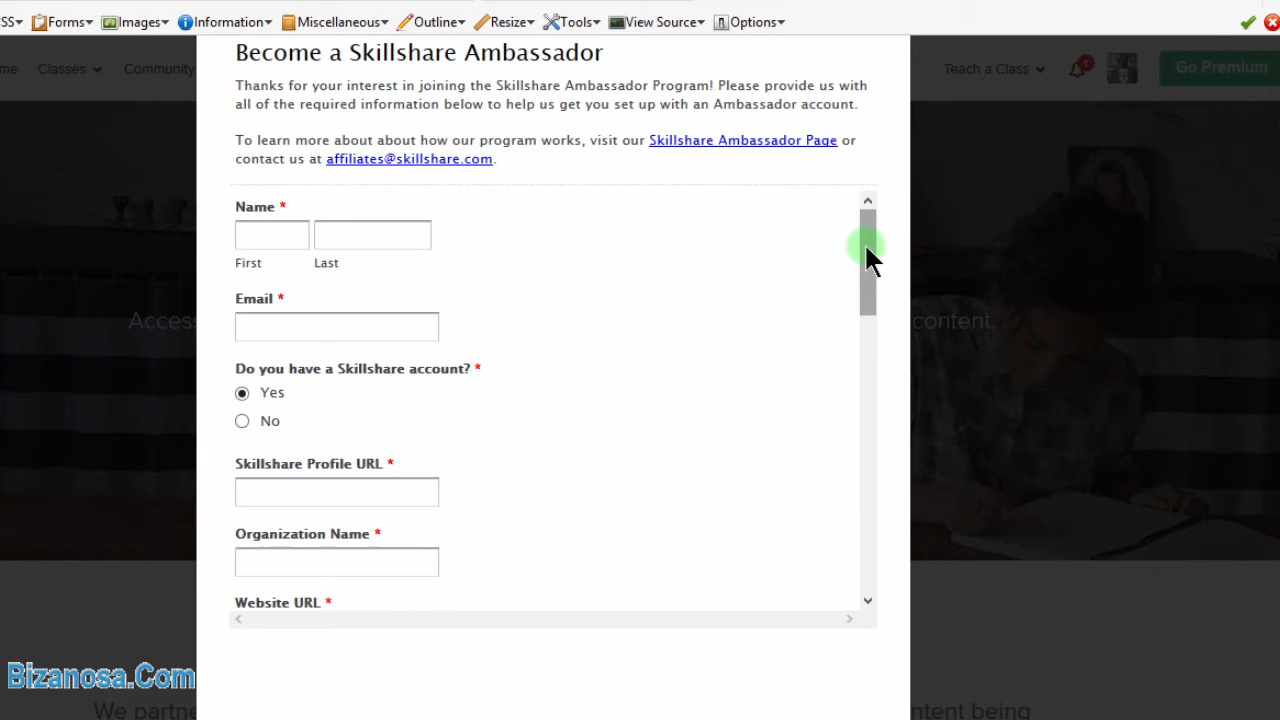 SS Forms Images Information Miscellaneous Outline Resize Tools View Source Options
me Classes Community Teach a Class 1 Go Premium
Become a Skillshare Ambassador
Thanks for your interest in joining the Skillshare Ambassador Program! Please provide us with
all of the required information below to help us get you set up with an Ambassador account.
To learn more about about how our program works, visit our Skillshare Ambassador Page or
contact us at affiliates@skillshare.com.
Name *
First Last
Email *
Access content.
Do you have a Skillshare account? *
Yes
No
Skillshare Profile URL *
Organization Name *
Website URL *
Bizanosa.Com
We partne ntent being